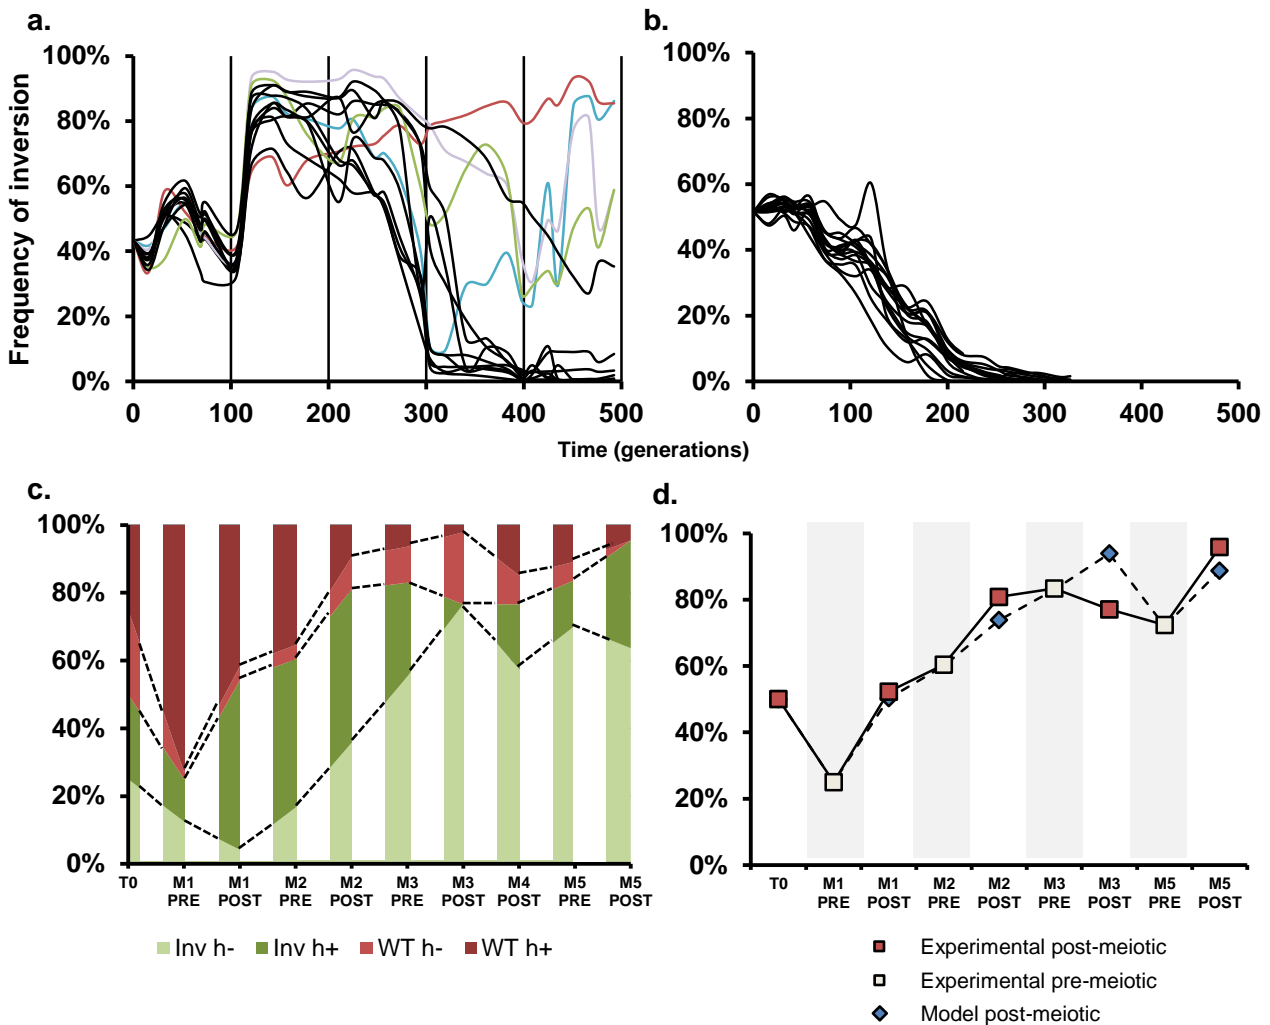 a.
100%
80%
60%
40%
20%
0%
Frequency of inversion
0 100 200 300 400 500
100%
80%
60%
40%
20%
0%
0 100 200 300 400 500
Time (generations)
c.
100%
80%
60%
40%
20%
0%
T0 M1 M1 M2 M2 M3 M3 M4 M5 M5
PRE POST PRE POST PRE POST POST PRE POST
Inv h- Inv h+ WT h- WT h+
b.
d.
100%
80%
60%
40%
20%
0%
T0 M1 M1 M2 M2 M3 M3 M5 M5
PRE POST PRE POST PRE POST PRE POST
Experimental post-meiotic
Experimental pre-meiotic
Model post-meiotic